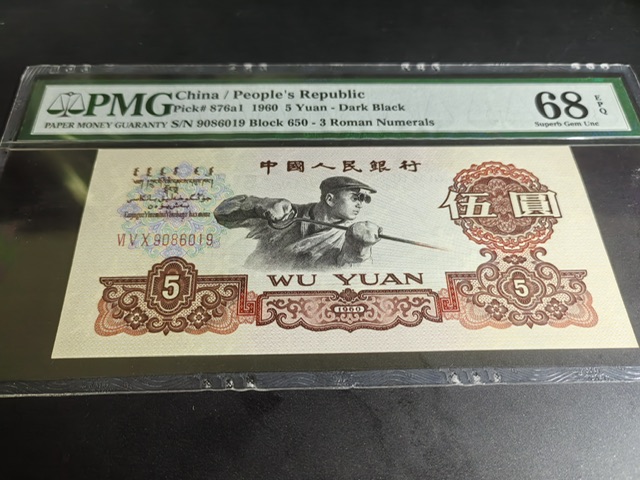 PMG
PAPER MONEY GUARANTY
China / People's Republic
Pick# 876a1 1960 5 Yuan - Dark Black
S/N 9086019 Block 650 - 3 Roman Numerals
68 EPQ
Superb Gem Unc
中國人民銀行
伍圓
VI V X 9086019
WU YUAN
5
5
1960